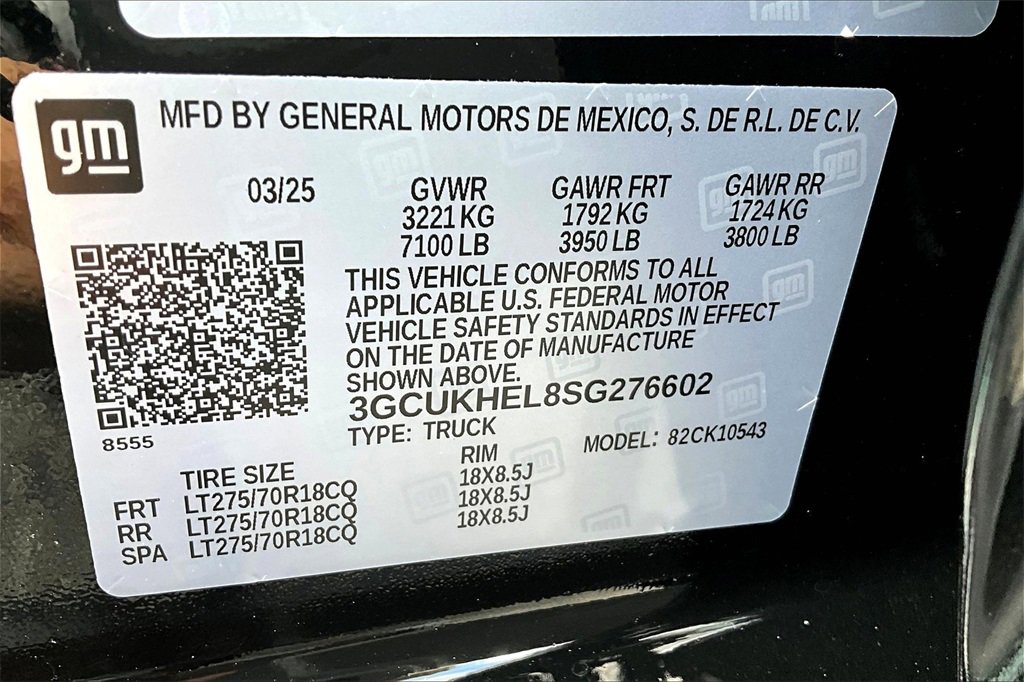 gm
MFD BY GENERAL MOTORS DE MEXICO, S. DE R.L. DE C.V.
03/25
GVWR GAWR FRT GAWR RR
3221 KG 1792 KG 1724 KG
7100 LB 3950 LB 3800 LB
THIS VEHICLE CONFORMS TO ALL
APPLICABLE U.S. FEDERAL MOTOR
VEHICLE SAFETY STANDARDS IN EFFECT
ON THE DATE OF MANUFACTURE
SHOWN ABOVE.
3GCUKHEL8SG276602
8555
TYPE: TRUCK MODEL: 82CK10543
TIRE SIZE RIM
FRT LT275/70R18CQ 18X8.5J
RR LT275/70R18CQ 18X8.5J
SPA LT275/70R18CQ 18X8.5J